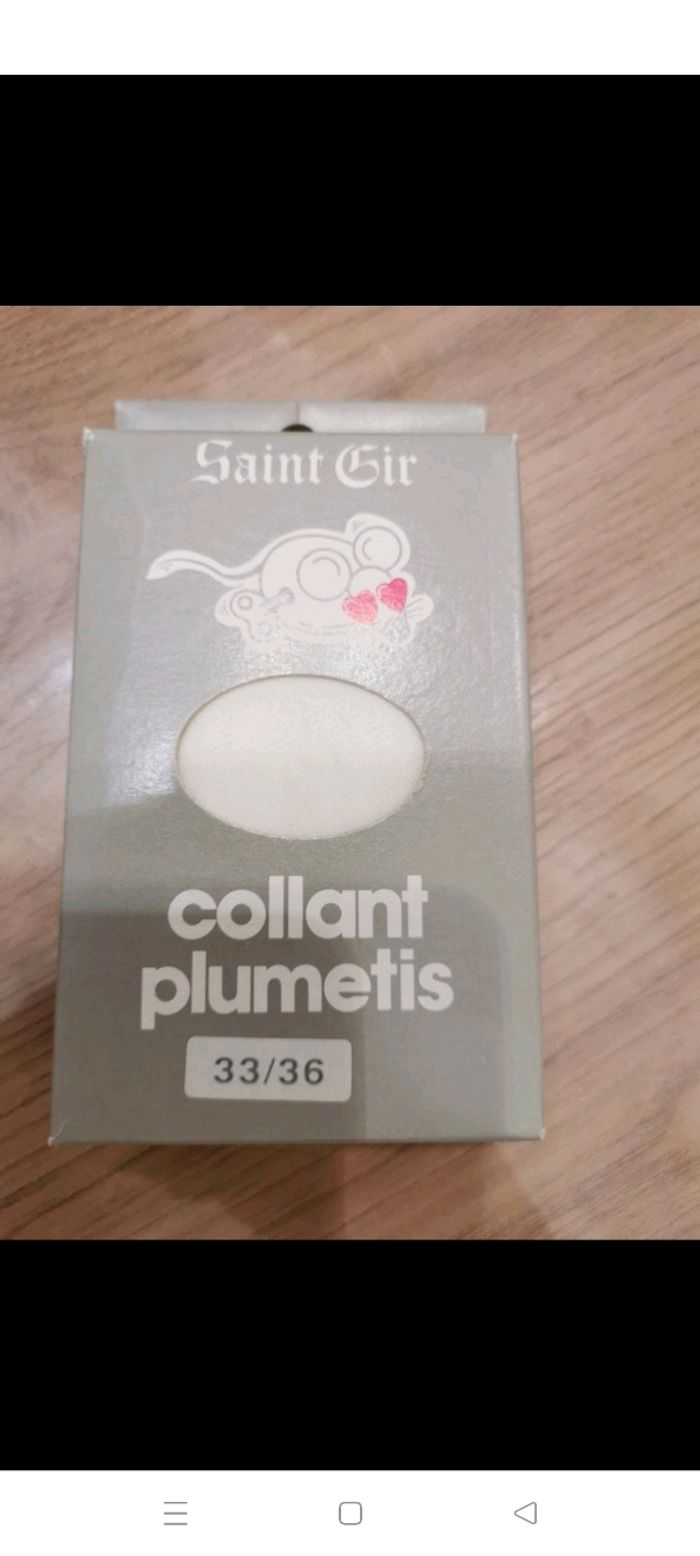 Saint Gir
collant
plumetis
33/36